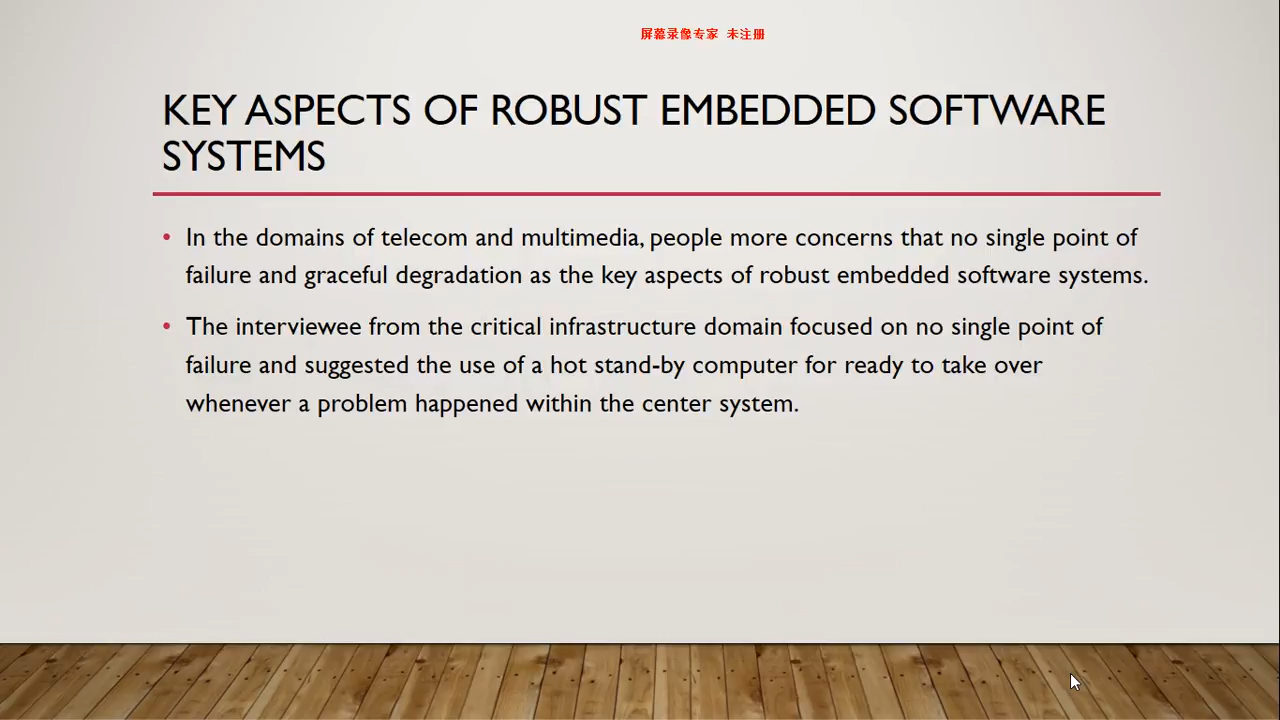 屏幕录像专家 未注册
KEY ASPECTS OF ROBUST EMBEDDED SOFTWARE
SYSTEMS
• In the domains of telecom and multimedia, people more concerns that no single point of
failure and graceful degradation as the key aspects of robust embedded software systems.
• The interviewee from the critical infrastructure domain focused on no single point of
failure and suggested the use of a hot stand-by computer for ready to take over
whenever a problem happened within the center system.